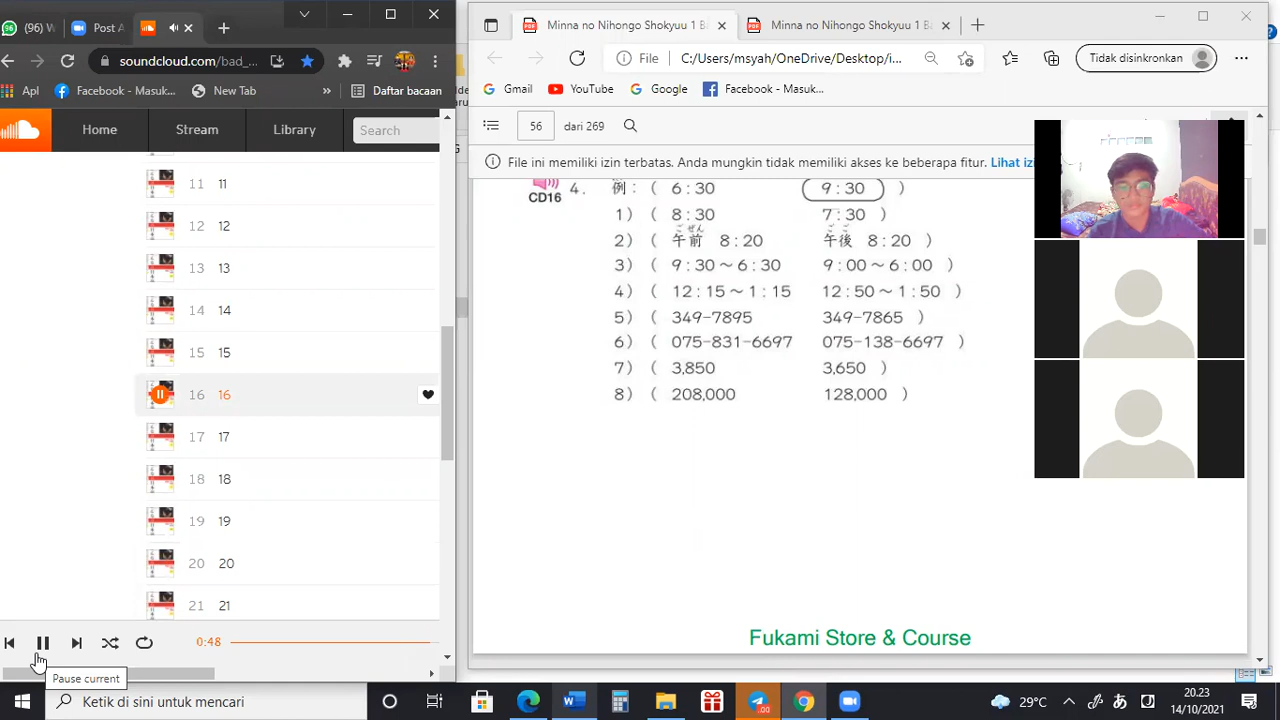 (96) W
Post A
soundcloud.com/bad_...
Apl
Facebook - Masuk...
New Tab
»
Daftar bacaan
Home
Stream
Library
Search
11 11
12 12
13 13
14 14
15 15
16 16
17 17
18 18
19 19
20 20
21 21
0:48
Pause current
Minna no Nihongo Shokyuu 1 B
Minna no Nihongo Shokyuu 1 B
File
C:/Users/msyah/OneDrive/Desktop/i...
Tidak disinkronkan
Gmail
YouTube
Google
Facebook - Masuk...
56 dari 269
File ini memiliki izin terbatas. Anda mungkin tidak memiliki akses ke beberapa fitur. Lihat iz
CD16
4. 例： ( 6：30 9：30 )
1) ( 8：30 7：30 )
ごぜん ごご
2) ( 午前 8：20 午後 8：20 )
3) ( 9：30～6：30 9：00～6：00 )
4) ( 12：15～1：15 12：50～1：50 )
5) ( 349-7895 349-7865 )
6) ( 075-831-6697 075-138-6697 )
7) ( 3,850 3,650 )
8) ( 208,000 128,000 )
Fukami Store & Course
Ketik di sini untuk mencari
29°C
あ
20.23
14/10/2021